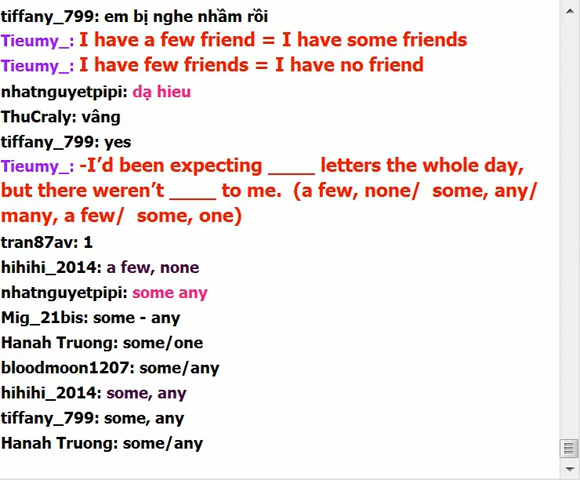 tiffany_799: em bị nghe nhầm rồi
Tieumy_: I have a few friend = I have some friends
Tieumy_: I have few friends = I have no friend
nhatnguyetpipi: dạ hieu
ThuCraly: vâng
tiffany_799: yes
Tieumy_: -I’d been expecting _____ letters the whole day,
but there weren’t _____ to me.  (a few, none/  some, any/
many, a few/  some, one)
tran87av: 1
hihihi_2014: a few, none
nhatnguyetpipi: some any
Mig_21bis: some - any
Hanah Truong: some/one
bloodmoon1207: some/any
hihihi_2014: some, any
tiffany_799: some, any
Hanah Truong: some/any